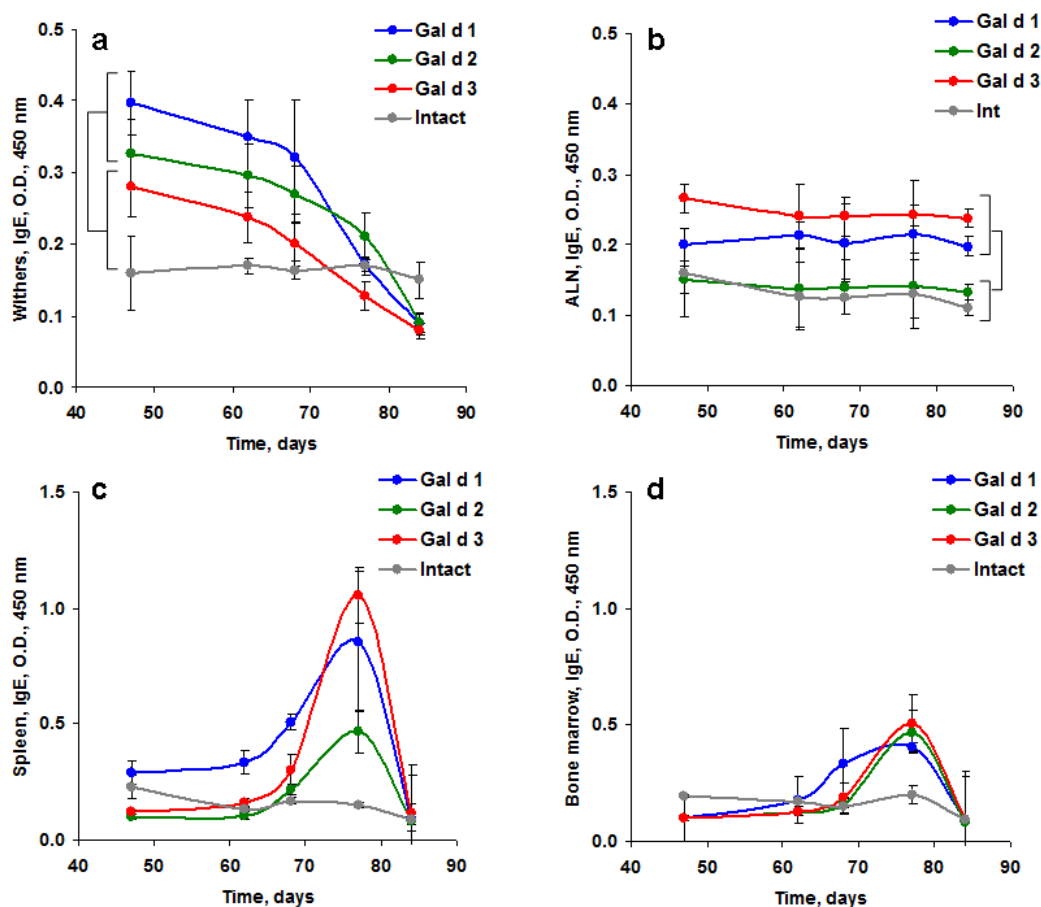 a
Gal d 1
Gal d 2
Gal d 3
Intact
Withers, IgE, O.D., 450 nm
0.5
0.4
0.3
0.2
0.1
0.0
40 50 60 70 80 90
Time, days
b
Gal d 1
Gal d 2
Gal d 3
Int
ALN, IgE, O.D., 450 nm
0.5
0.4
0.3
0.2
0.1
0.0
40 50 60 70 80 90
Time, days
c
Gal d 1
Gal d 2
Gal d 3
Intact
Spleen, IgE, O.D., 450 nm
1.5
1.0
0.5
0.0
40 50 60 70 80 90
Time, days
d
Gal d 1
Gal d 2
Gal d 3
Intact
Bone marrow, IgE, O.D., 450 nm
1.5
1.0
0.5
0.0
40 50 60 70 80 90
Time, days